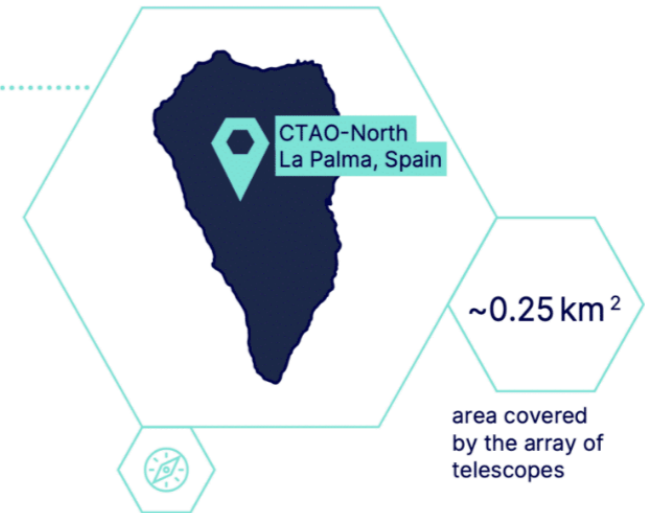 CTAO-North
La Palma, Spain
~0.25 km²
area covered
by the array of
telescopes